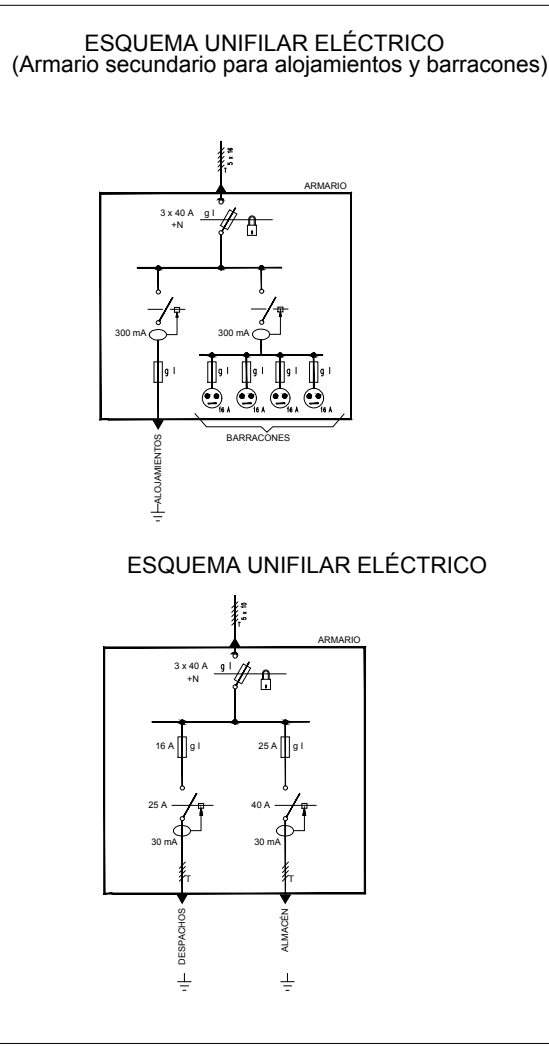 ESQUEMA UNIFILAR ELÉCTRICO
(Armario secundario para alojamientos y barracones)
5 x 16
T
ARMARIO
3 x 40 A
+N
g I
300 mA
300 mA
g I
g I
g I
g I
g I
16 A
16 A
16 A
16 A
BARRACONES
ALOJAMIENTOS
ESQUEMA UNIFILAR ELÉCTRICO
5 x 10
T
ARMARIO
3 x 40 A
+N
g I
16 A
g I
25 A
g I
25 A
40 A
30 mA
30 mA
T
T
DESPACHOS
ALMACÉN